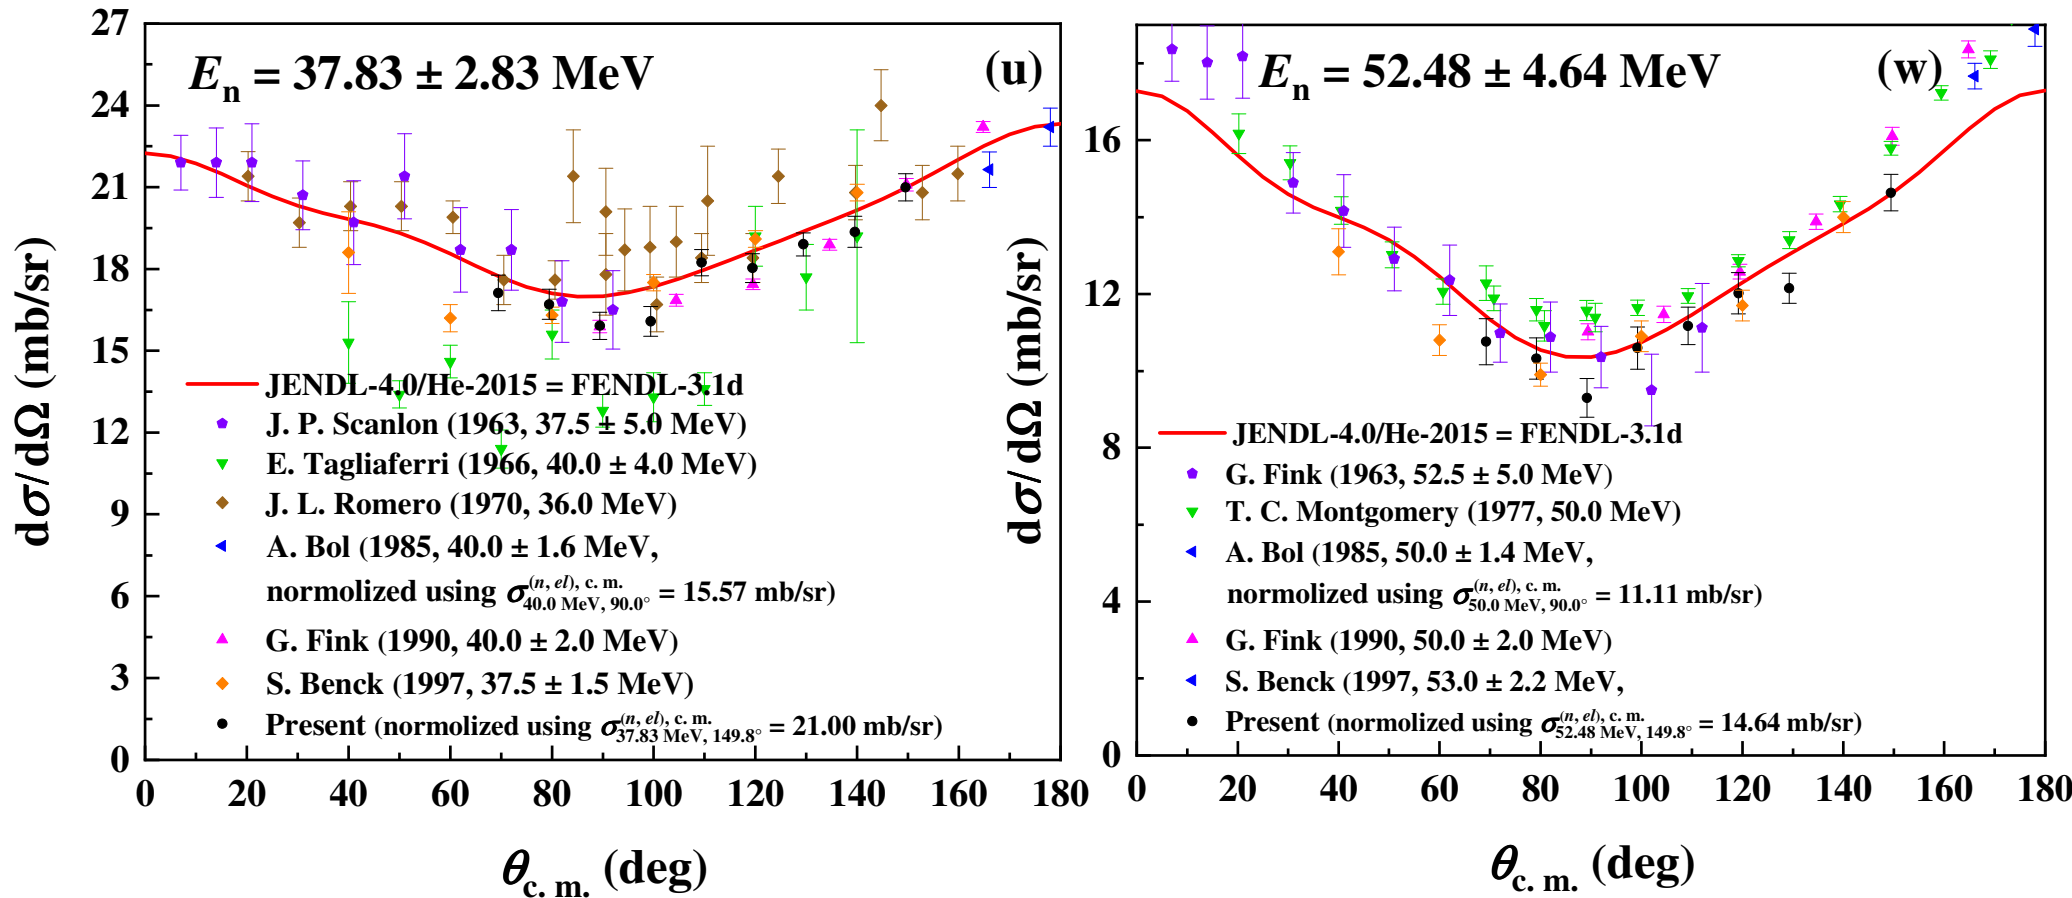 27
24
21
18
15
12
9
6
3
0
dσ/dΩ (mb/sr)
E_n = 37.83 ± 2.83 MeV
(u)
JENDL-4.0/He-2015 = FENDL-3.1d
J. P. Scanlon (1963, 37.5 ± 5.0 MeV)
E. Tagliaferri (1966, 40.0 ± 4.0 MeV)
J. L. Romero (1970, 36.0 MeV)
A. Bol (1985, 40.0 ± 1.6 MeV,
normolized using σ^(n, el), c. m._40.0 MeV, 90.0° = 15.57 mb/sr)
G. Fink (1990, 40.0 ± 2.0 MeV)
S. Benck (1997, 37.5 ± 1.5 MeV)
Present (normolized using σ^(n, el), c. m._37.83 MeV, 149.8° = 21.00 mb/sr)
0 20 40 60 80 100 120 140 160 180
θ_c. m. (deg)
16
12
8
4
0
dσ/dΩ (mb/sr)
E_n = 52.48 ± 4.64 MeV
(w)
JENDL-4.0/He-2015 = FENDL-3.1d
G. Fink (1963, 52.5 ± 5.0 MeV)
T. C. Montgomery (1977, 50.0 MeV)
A. Bol (1985, 50.0 ± 1.4 MeV,
normolized using σ^(n, el), c. m._50.0 MeV, 90.0° = 11.11 mb/sr)
G. Fink (1990, 50.0 ± 2.0 MeV)
S. Benck (1997, 53.0 ± 2.2 MeV,
Present (normolized using σ^(n, el), c. m._52.48 MeV, 149.8° = 14.64 mb/sr)
0 20 40 60 80 100 120 140 160 180
θ_c. m. (deg)